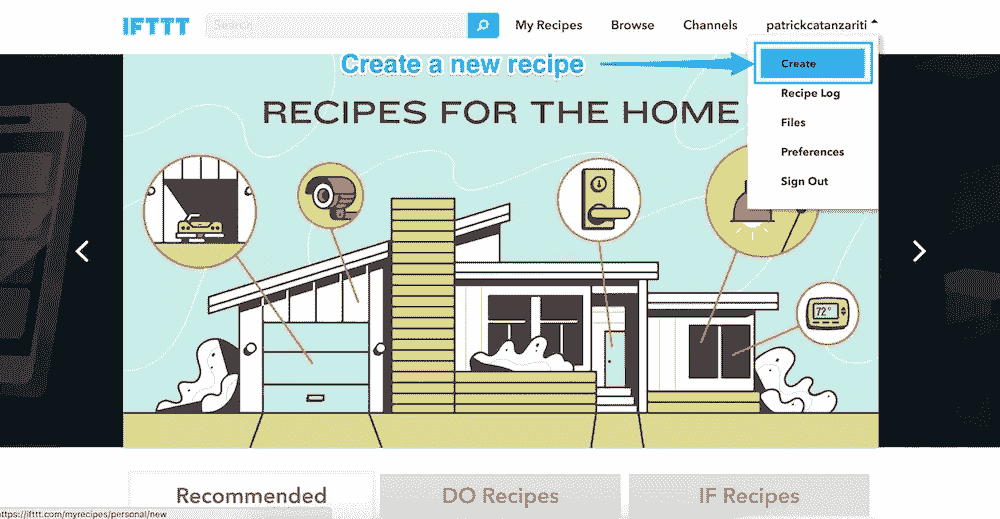 IFTTT
Search
My Recipes
Browse
Channels
patrickcatanzariti
Create a new recipe
Create
Recipe Log
Files
Preferences
Sign Out
RECIPES FOR THE HOME
72°
Recommended
DO Recipes
IF Recipes
https://ifttt.com/myrecipes/personal/new